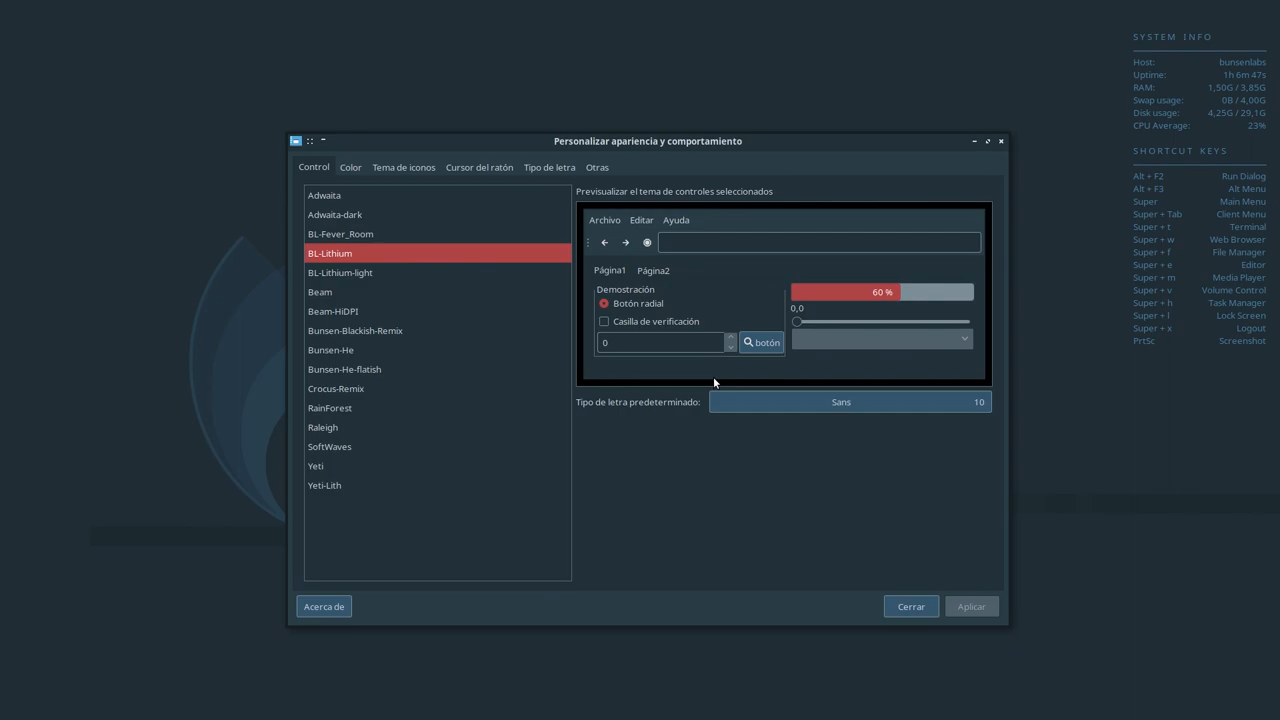 SYSTEM INFO
Host: bunsenlabs
Uptime: 1h 6m 47s
RAM: 1,50G / 3,85G
Swap usage: 0B / 4,00G
Disk usage: 4,25G / 29,1G
CPU Average: 23%
SHORTCUT KEYS
Alt + F2 Run Dialog
Alt + F3 Alt Menu
Super Main Menu
Super + Tab Client Menu
Super + t Terminal
Super + w Web Browser
Super + f File Manager
Super + e Editor
Super + m Media Player
Super + v Volume Control
Super + h Task Manager
Super + l Lock Screen
Super + x Logout
PrtSc Screenshot
Personalizar apariencia y comportamiento
Control Color Tema de iconos Cursor del ratón Tipo de letra Otras
Adwaita
Adwaita-dark
BL-Fever_Room
BL-Lithium
BL-Lithium-light
Beam
Beam-HiDPI
Bunsen-Blackish-Remix
Bunsen-He
Bunsen-He-flatish
Crocus-Remix
RainForest
Raleigh
SoftWaves
Yeti
Yeti-Lith
Previsualizar el tema de controles seleccionados
Archivo Editar Ayuda
Página1 Página2
Demostración
Botón radial
Casilla de verificación
0 botón
60 %
0,0
Tipo de letra predeterminado: Sans 10
Acerca de Cerrar Aplicar